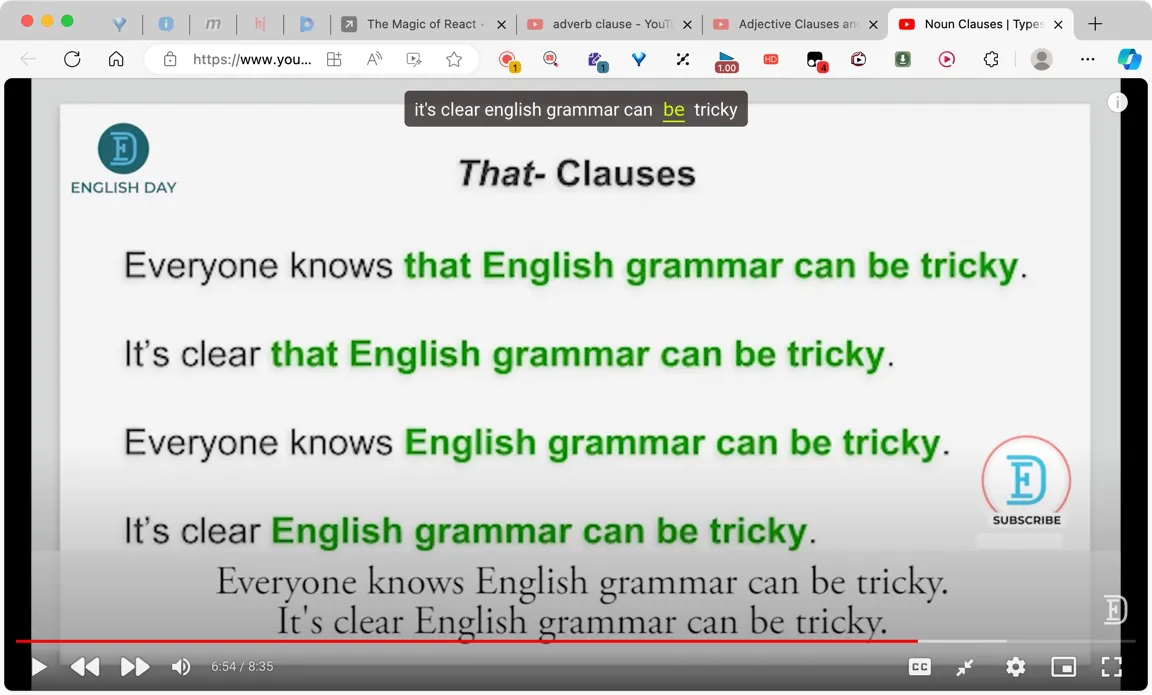 m
hj
The Magic of React -
adverb clause - YouTu
Adjective Clauses an
Noun Clauses | Types
https://www.you...
A
1
1
1.00
HD
4
it's clear english grammar can be tricky
i
ENGLISH DAY
That- Clauses
Everyone knows that English grammar can be tricky.
It's clear that English grammar can be tricky.
Everyone knows English grammar can be tricky.
It's clear English grammar can be tricky.
SUBSCRIBE
Everyone knows English grammar can be tricky.
It's clear English grammar can be tricky.
6:54 / 8:35
CC